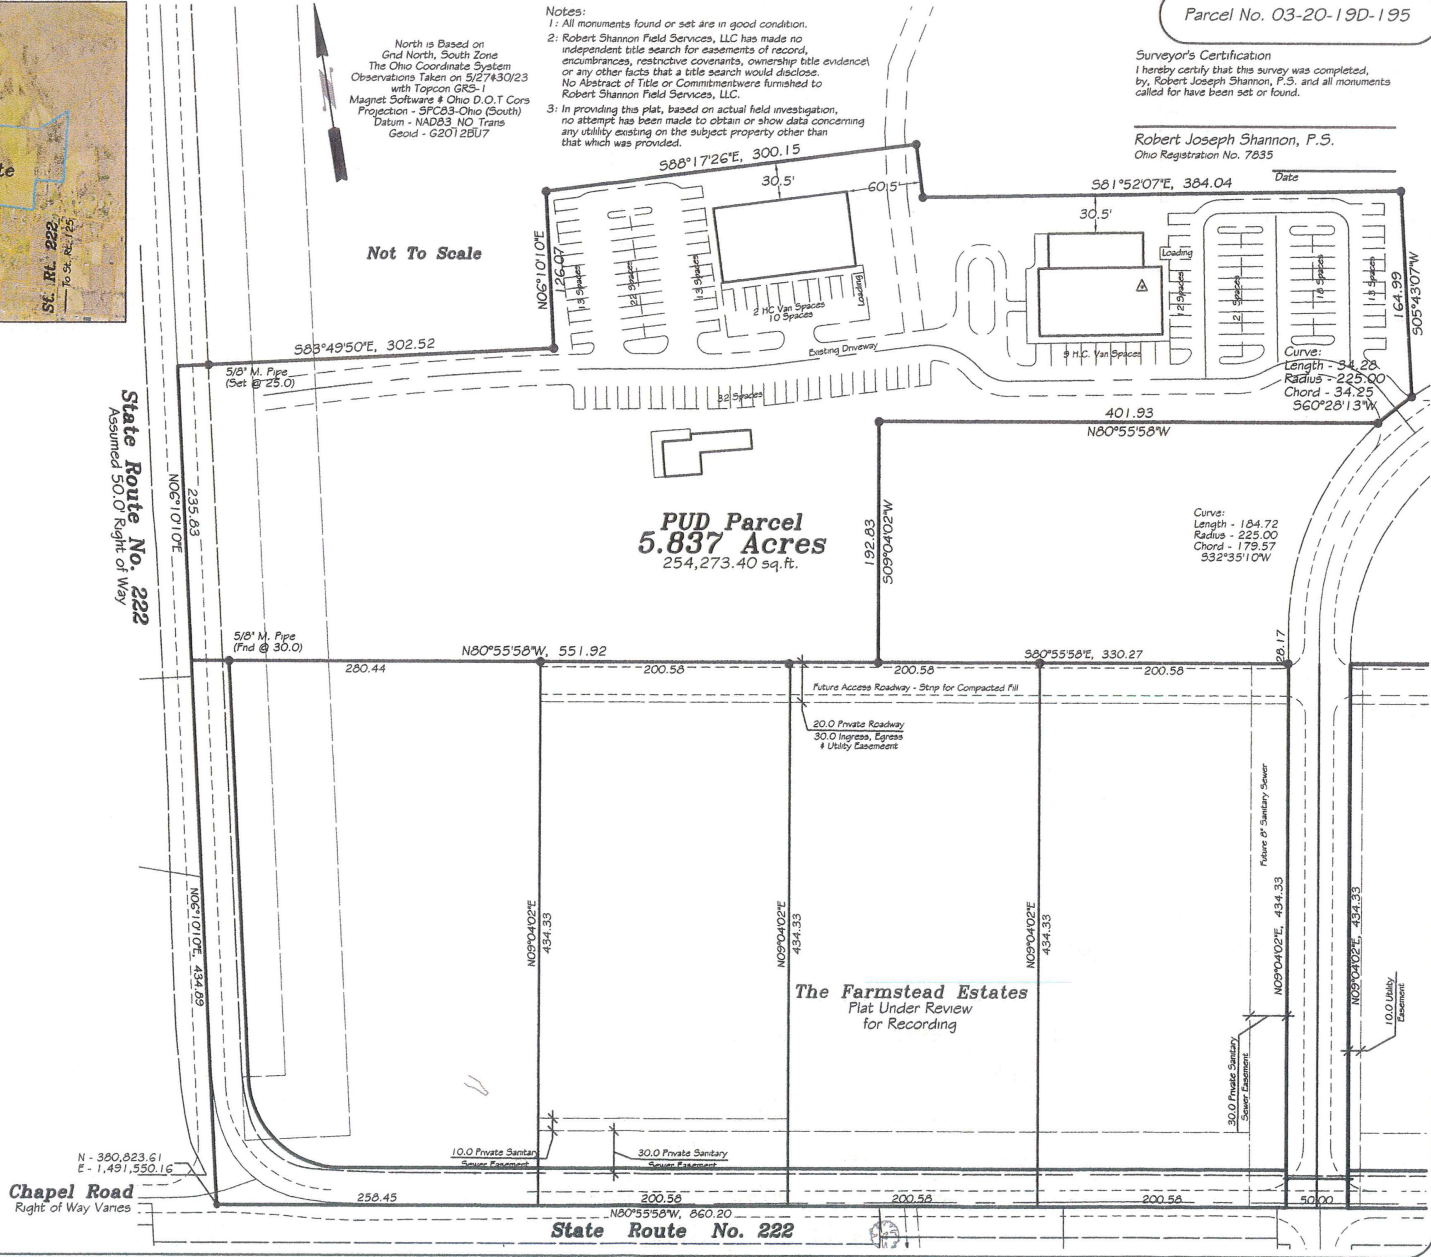 Parcel No. 03-20-19D-195
Surveyor's Certification
I hereby certify that this survey was completed,
by, Robert Joseph Shannon, P.S. and all monuments
called for have been set or found.
Robert Joseph Shannon, P.S.
Ohio Registration No. 7835
Date
Notes:
1: All monuments found or set are in good condition.
2: Robert Shannon Field Services, LLC has made no
independent title search for easements of record,
encumbrances, restrictive covenants, ownership title evidence
or any other facts that a title search would disclose.
No Abstract of Title or Commitmentwere furnished to
Robert Shannon Field Services, LLC.
3: In providing this plat, based on actual field investigation,
no attempt has been made to obtain or show data concerning
any utility existing on the subject property other than
that which was provided.
North is Based on
Grid North, South Zone
The Ohio Coordinate System
Observations Taken on 5/27&30/23
with Topcon GRS-1
Magnet Software & Ohio D.O.T Cors
Projection - SPC83-Ohio (South)
Datum - NAD83 NO Trans
Geoid - G2012BU7
St. Rt. 222
To St. Rt. 125
Not To Scale
S88°17'26"E, 300.15
30.5'
60.5'
S81°52'07"E, 384.04
30.5'
N06°10'10"E
126.07
13 Spaces
22 Spaces
13 Spaces
2 HC Van Spaces
10 Spaces
Loading
Loading
12 Spaces
18 Spaces
13 Spaces
164.99
S05°43'07"W
9 H.C. Van Spaces
Existing Driveway
32 Spaces
S83°49'50"E, 302.52
5/8" M. Pipe
(Set @ 25.0)
Curve:
Length - 34.28
Radius - 225.00
Chord - 34.25
S60°28'13"W
401.93
N80°55'58"W
State Route No. 222
Assumed 50.0' Right of Way
235.83
N06°10'10"E
PUD Parcel
5.837 Acres
254,273.40 sq.ft.
192.83
S09°04'02"W
Curve:
Length - 184.72
Radius - 225.00
Chord - 179.57
S32°35'10"W
28.17
5/8" M. Pipe
(Fnd @ 30.0)
N80°55'58"W, 551.92
S80°55'58"E, 330.27
280.44
200.58
200.58
200.58
Future Access Roadway - Strip for Compacted Fill
20.0 Private Roadway
30.0 Ingress, Egress
& Utility Easement
Future 8" Sanitary Sewer
N06°10'10"E, 434.89
N09°04'02"E
434.33
N09°04'02"E
434.33
N09°04'02"E
434.33
N09°04'02"E, 434.33
N09°04'02"E, 434.33
The Farmstead Estates
Plat Under Review
for Recording
10.0 Utility
Easement
30.0 Private Sanitary
Sewer Easement
10.0 Private Sanitary
Sewer Easement
30.0 Private Sanitary
Sewer Easement
N - 380,823.61
E - 1,491,550.16
Chapel Road
Right of Way Varies
258.45
200.58
200.58
200.58
50.00
N80°55'58"W, 860.20
State Route No. 222